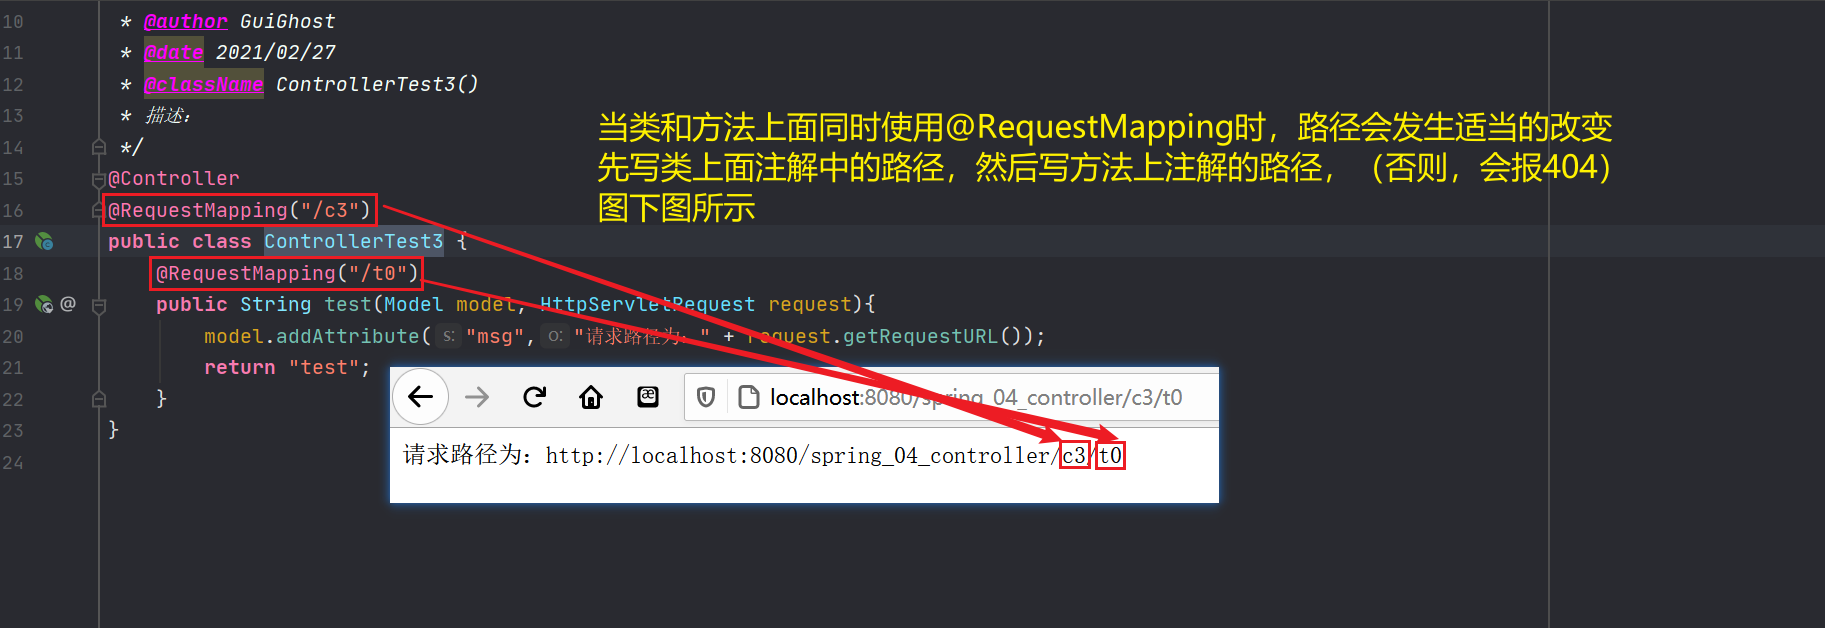 10 * @author GuiGhost
11 * @date 2021/02/27
12 * @className ControllerTest3()
13 * 描述：
14 */
15 @Controller
16 @RequestMapping("/c3")
17 public class ControllerTest3 {
18 @RequestMapping("/t0")
19 @ public String test(Model model, HttpServletRequest request){
20 model.addAttribute( s: "msg", o: "请求路径为：" + request.getRequestURL());
21 return "test";
22 }
23 }
24
当类和方法上面同时使用@RequestMapping时，路径会发生适当的改变
先写类上面注解中的路径，然后写方法上注解的路径，（否则，会报404）
图下图所示
localhost:8080/spring_04_controller/c3/t0
请求路径为：http://localhost:8080/spring_04_controller/c3/t0